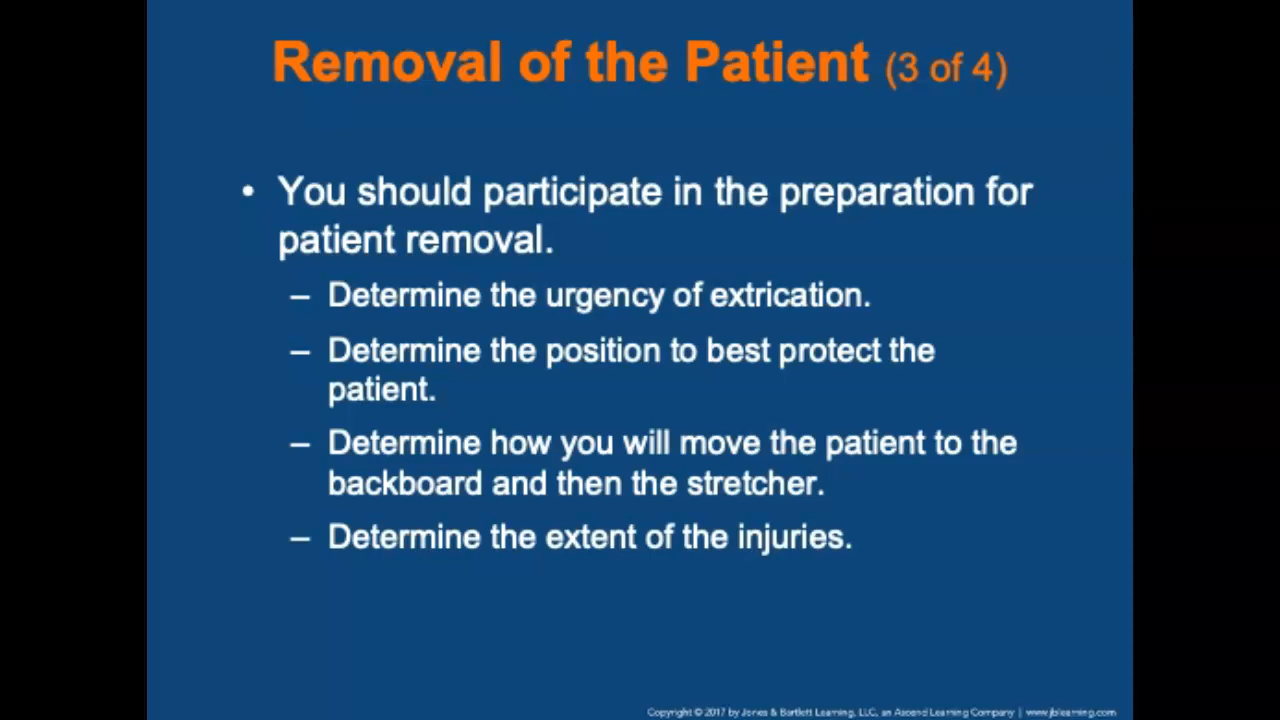 Removal of the Patient (3 of 4)
• You should participate in the preparation for
patient removal.
– Determine the urgency of extrication.
– Determine the position to best protect the
patient.
– Determine how you will move the patient to the
backboard and then the stretcher.
– Determine the extent of the injuries.
Copyright © 2017 by Jones & Bartlett Learning, LLC, an Ascend Learning Company | www.jblearning.com